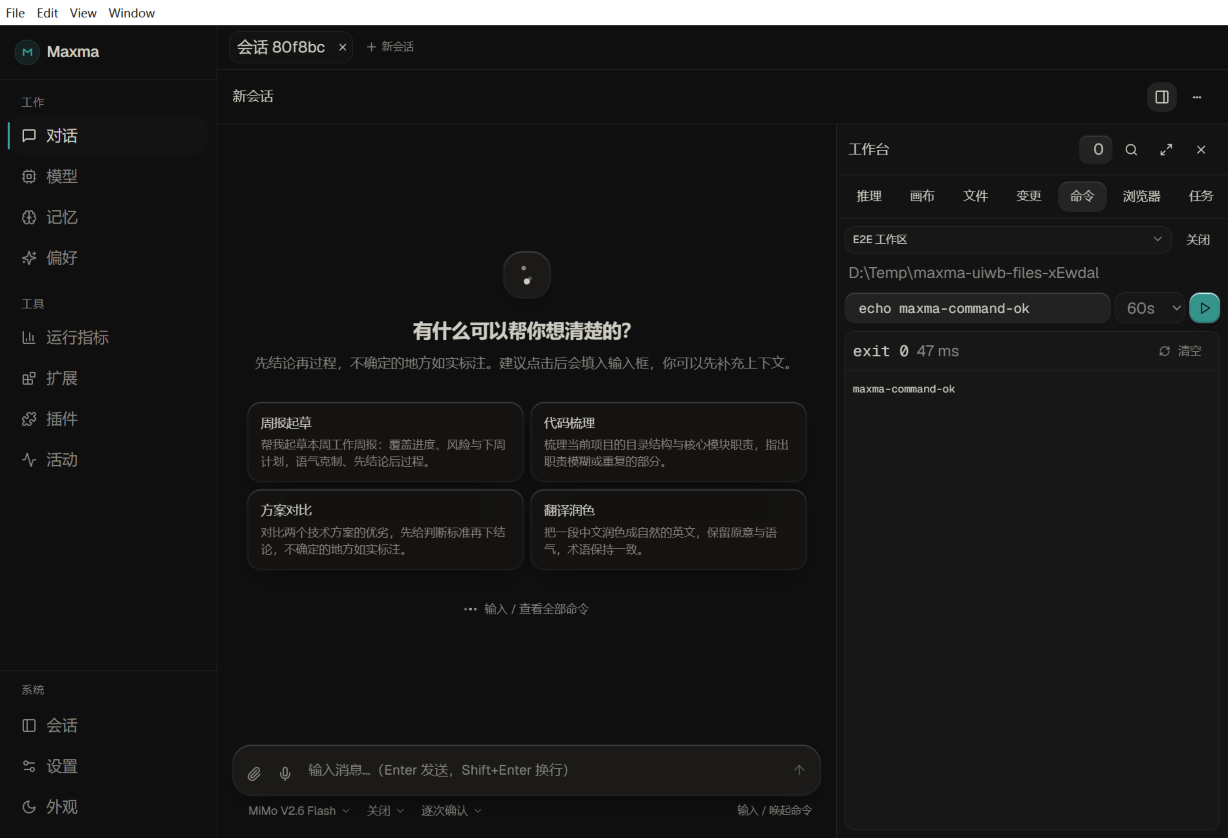 File Edit View Window
Maxma
会话 80f8bc × + 新会话
工作
对话
模型
记忆
偏好
工具
运行指标
扩展
插件
活动
系统
会话
设置
外观
新会话
有什么可以帮你想清楚的?
先结论再过程，不确定的地方如实标注。建议点击后会填入输入框，你可以先补充上下文。
周报起草
帮我起草本周工作周报：覆盖进度、风险与下周
计划，语气克制、先结论后过程。
代码梳理
梳理当前项目的目录结构与核心模块职责，指出
职责模糊或重复的部分。
方案对比
对比两个技术方案的优劣，先给判断标准再下结
论，不确定的地方如实标注。
翻译润色
把一段中文润色成自然的英文，保留原意与语
气，术语保持一致。
··· 输入 / 查看全部命令
输入消息…（Enter 发送，Shift+Enter 换行）
MiMo V2.6 Flash 关闭 逐次确认 输入 / 唤起命令
工作台 0
推理 画布 文件 变更 命令 浏览器 任务
E2E 工作区 关闭
D:\Temp\maxma-uiwb-files-xEwdal
echo maxma-command-ok 60s
exit 0 47 ms 清空
maxma-command-ok